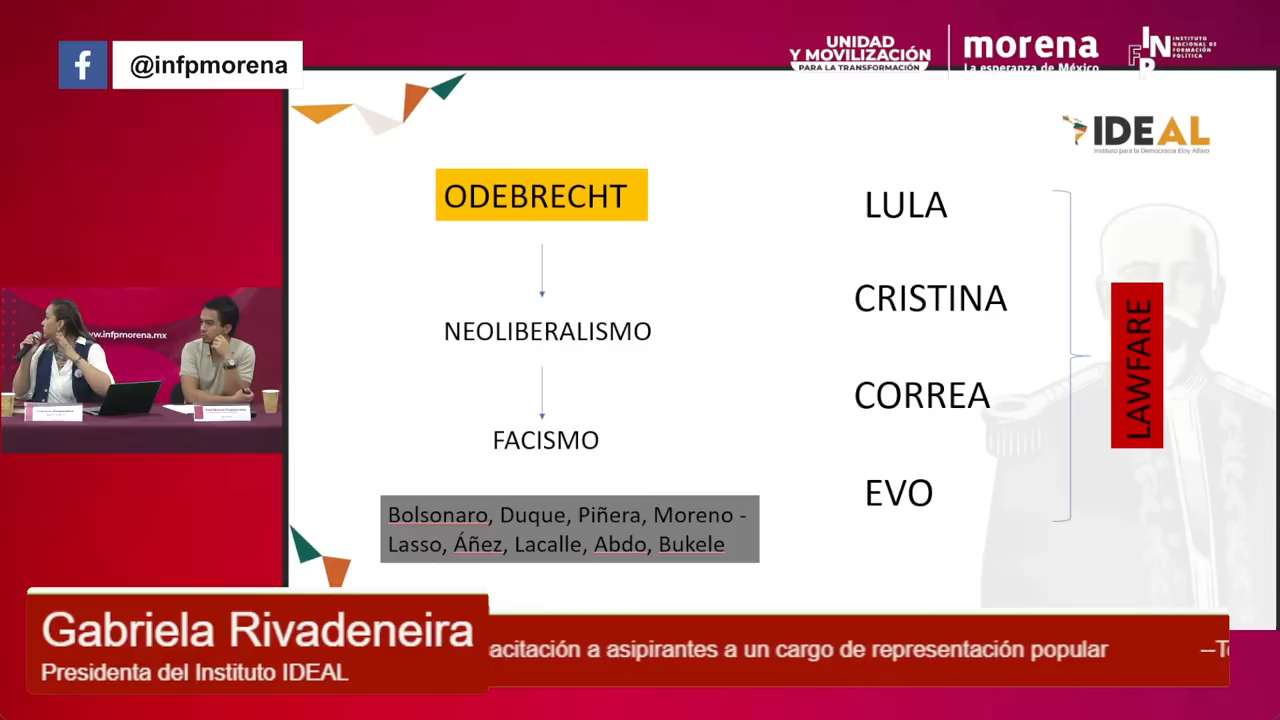 @infpmorena
UNIDAD
Y MOVILIZACIÓN
PARA LA TRANSFORMACIÓN
morena
La esperanza de México
INFP
INSTITUTO
NACIONAL DE
FORMACIÓN
POLÍTICA
IDEAL
Instituto para la Democracia Eloy Alfaro
ODEBRECHT
NEOLIBERALISMO
FACISMO
Bolsonaro, Duque, Piñera, Moreno -
Lasso, Áñez, Lacalle, Abdo, Bukele
LULA
CRISTINA
CORREA
EVO
LAWFARE
www.infpmorena.mx
Gabriela Rivadeneira
Presidenta del Instituto IDEAL
acitación a asipirantes a un cargo de representación popular